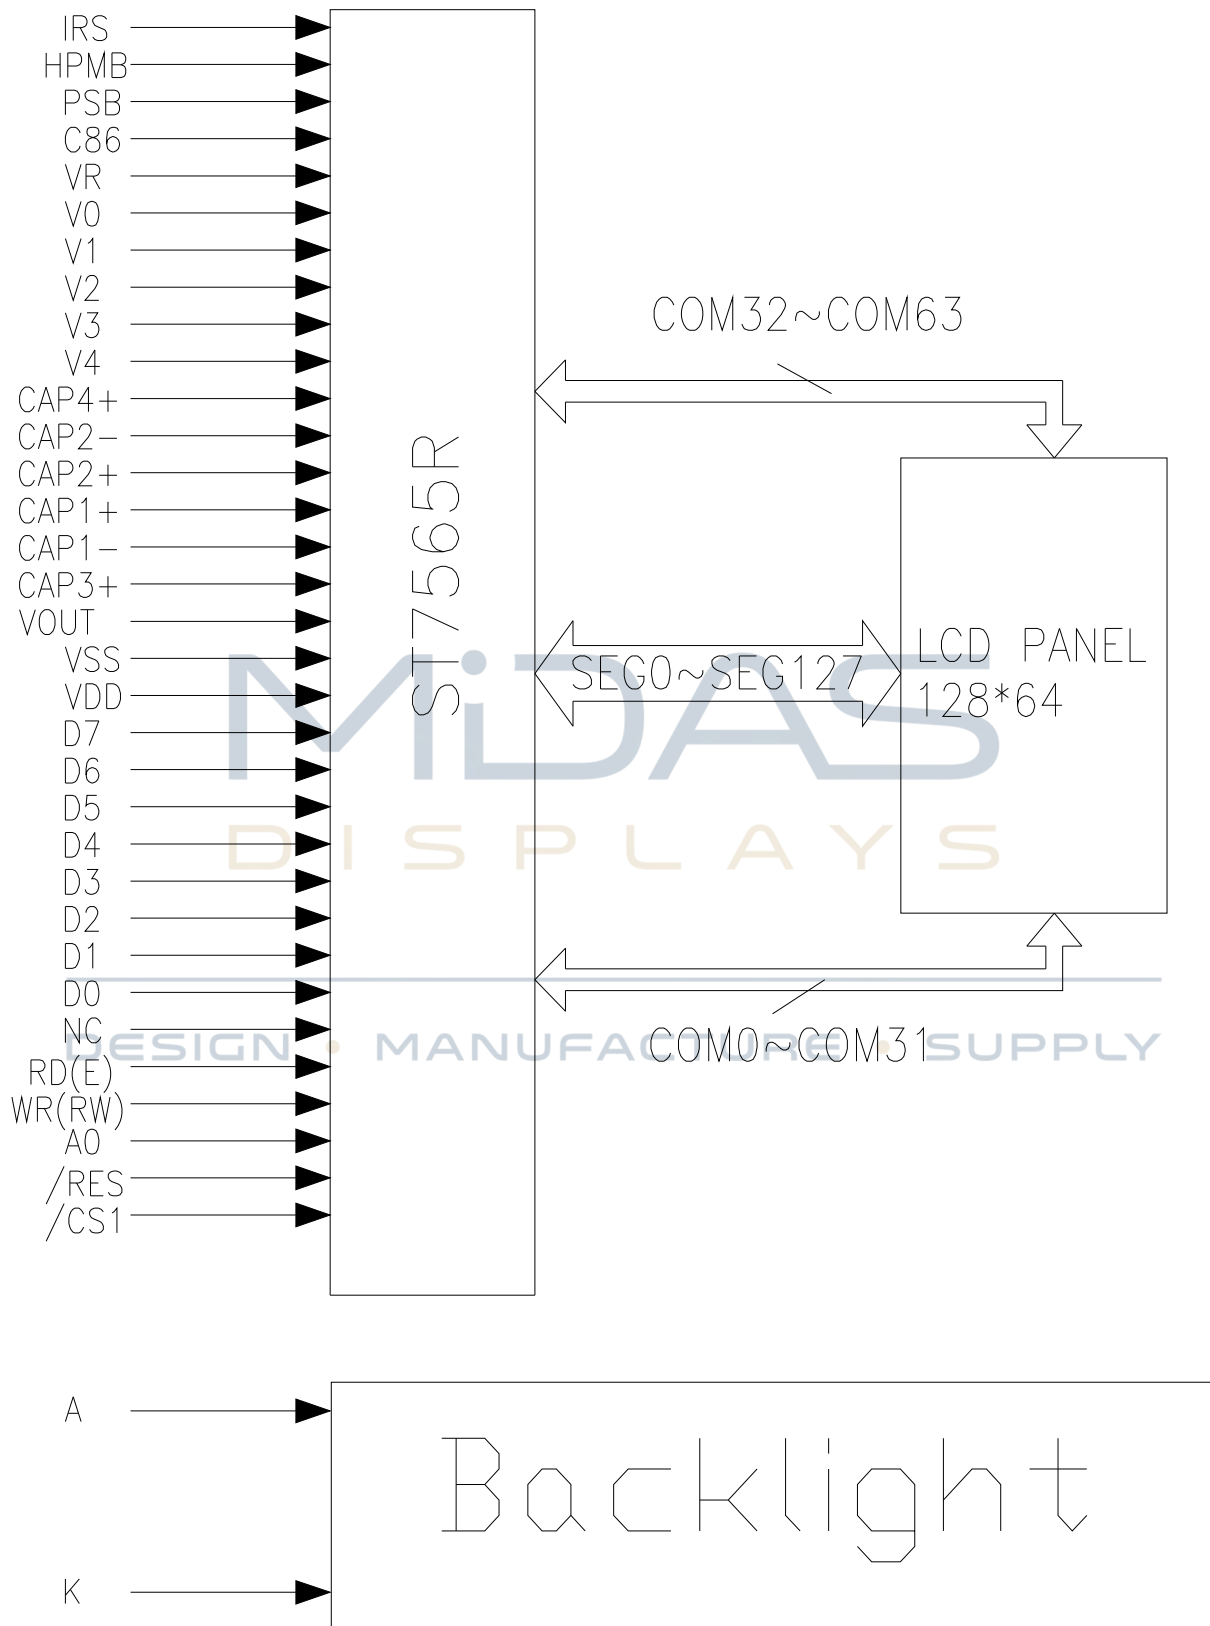 IRS
HPMB
PSB
C86
VR
V0
V1
V2
V3
V4
CAP4+
CAP2-
CAP2+
CAP1+
CAP1-
CAP3+
VOUT
VSS
VDD
D7
D6
D5
D4
D3
D2
D1
D0
NC
RD(E)
WR(RW)
A0
/RES
/CS1
ST7565R
COM32~COM63
SEG0~SEG127
LCD PANEL
128*64
COM0~COM31
MiDAS
DISPLAYS
DESIGN • MANUFACTURE • SUPPLY
A
Backlight
K